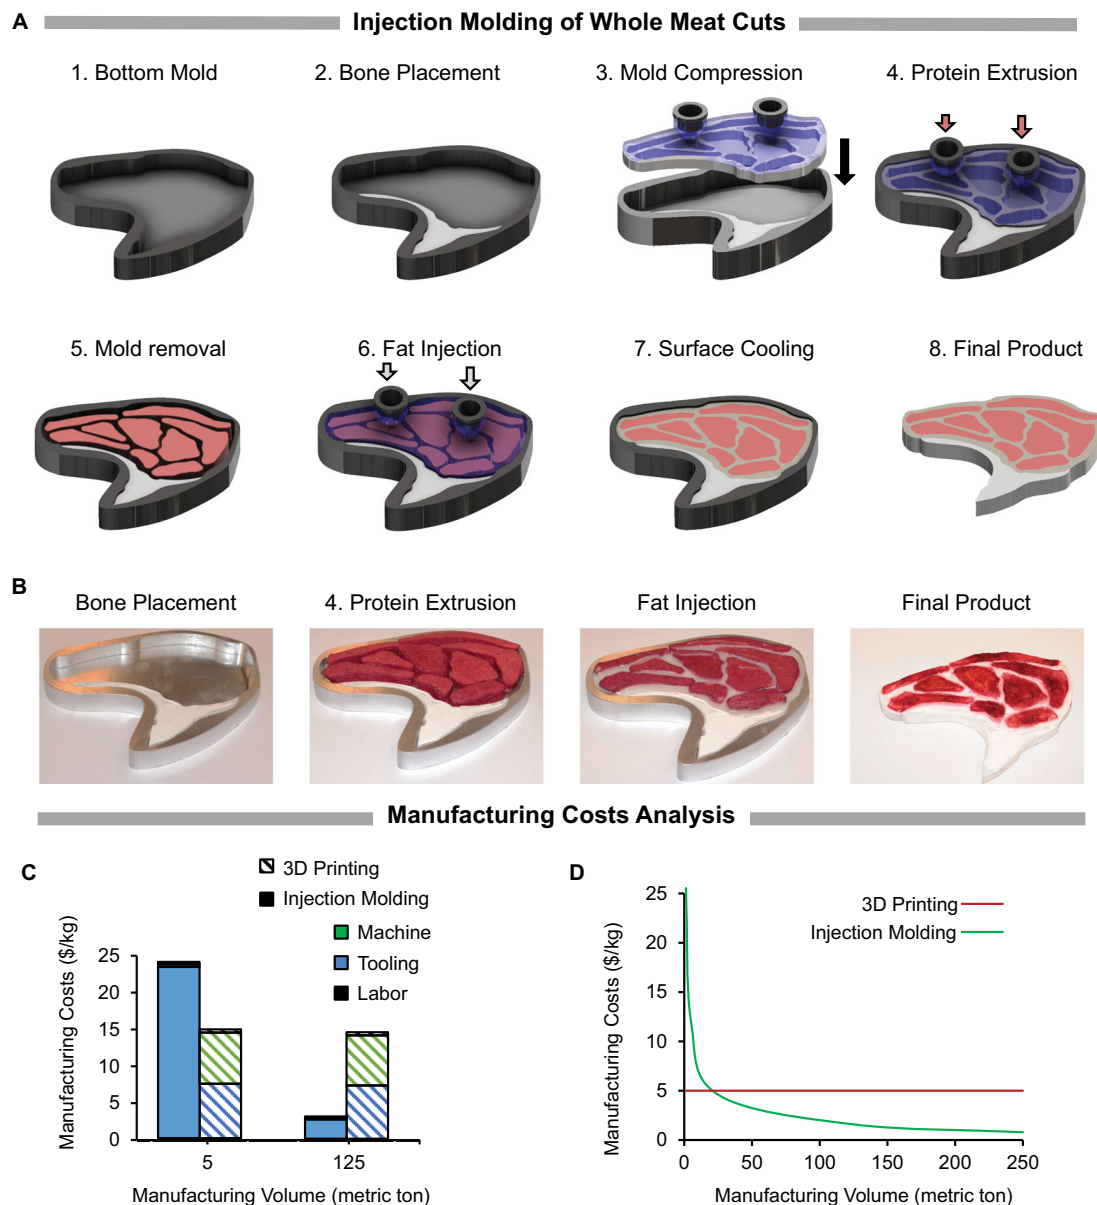 A
Injection Molding of Whole Meat Cuts
1. Bottom Mold
2. Bone Placement
3. Mold Compression
4. Protein Extrusion
5. Mold removal
6. Fat Injection
7. Surface Cooling
8. Final Product
B
Bone Placement
4. Protein Extrusion
Fat Injection
Final Product
Manufacturing Costs Analysis
C
3D Printing
Injection Molding
Machine
Tooling
Labor
Manufacturing Costs ($/kg)
25
20
15
10
5
0
5
125
Manufacturing Volume (metric ton)
D
3D Printing
Injection Molding
Manufacturing Costs ($/kg)
25
20
15
10
5
0
0
50
100
150
200
250
Manufacturing Volume (metric ton)